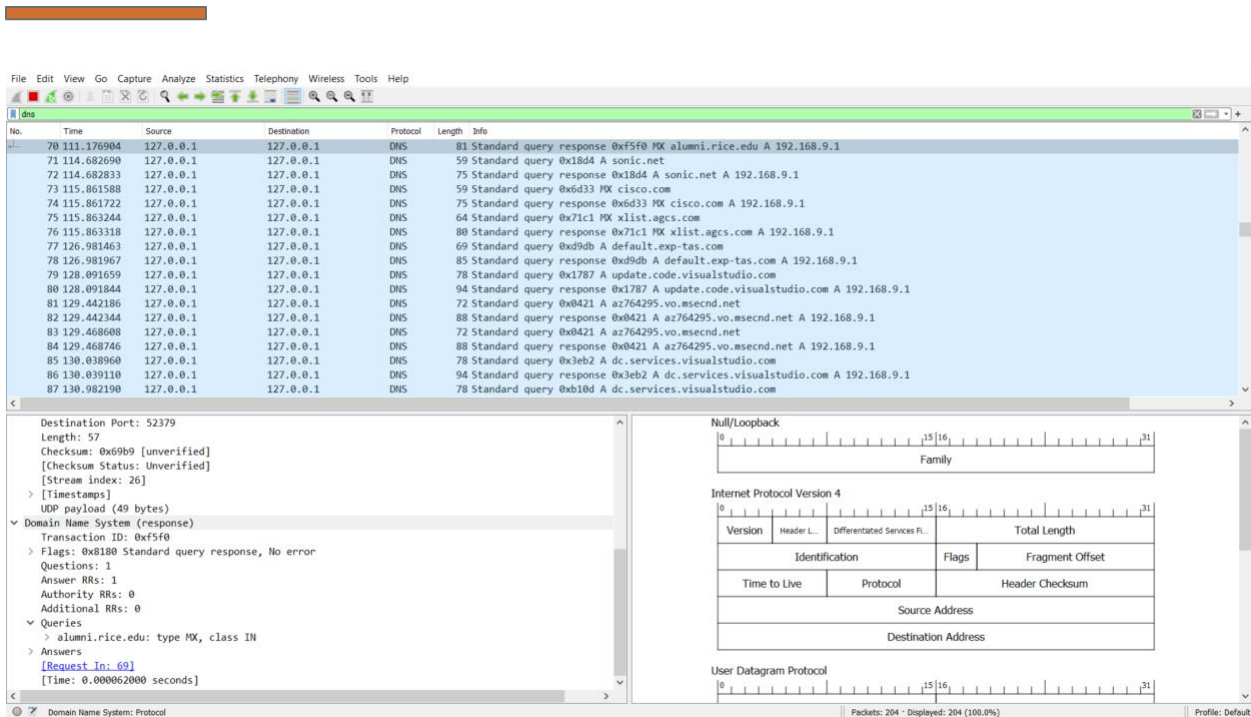 File Edit View Go Capture Analyze Statistics Telephony Wireless Tools Help
dns
No. Time Source Destination Protocol Length Info
70 111.176904 127.0.0.1 127.0.0.1 DNS 81 Standard query response 0xf5f0 MX alumni.rice.edu A 192.168.9.1
71 114.682690 127.0.0.1 127.0.0.1 DNS 59 Standard query 0x18d4 A sonic.net
72 114.682833 127.0.0.1 127.0.0.1 DNS 75 Standard query response 0x18d4 A sonic.net A 192.168.9.1
73 115.861588 127.0.0.1 127.0.0.1 DNS 59 Standard query 0x6d33 MX cisco.com
74 115.861722 127.0.0.1 127.0.0.1 DNS 75 Standard query response 0x6d33 MX cisco.com A 192.168.9.1
75 115.863244 127.0.0.1 127.0.0.1 DNS 64 Standard query 0x71c1 MX xlist.agcs.com
76 115.863318 127.0.0.1 127.0.0.1 DNS 80 Standard query response 0x71c1 MX xlist.agcs.com A 192.168.9.1
77 126.981463 127.0.0.1 127.0.0.1 DNS 69 Standard query 0xd9db A default.exp-tas.com
78 126.981967 127.0.0.1 127.0.0.1 DNS 85 Standard query response 0xd9db A default.exp-tas.com A 192.168.9.1
79 128.091659 127.0.0.1 127.0.0.1 DNS 78 Standard query 0x1787 A update.code.visualstudio.com
80 128.091844 127.0.0.1 127.0.0.1 DNS 94 Standard query response 0x1787 A update.code.visualstudio.com A 192.168.9.1
81 129.442186 127.0.0.1 127.0.0.1 DNS 72 Standard query 0x0421 A az764295.vo.msecnd.net
82 129.442344 127.0.0.1 127.0.0.1 DNS 88 Standard query response 0x0421 A az764295.vo.msecnd.net A 192.168.9.1
83 129.468608 127.0.0.1 127.0.0.1 DNS 72 Standard query 0x0421 A az764295.vo.msecnd.net
84 129.468746 127.0.0.1 127.0.0.1 DNS 88 Standard query response 0x0421 A az764295.vo.msecnd.net A 192.168.9.1
85 130.038960 127.0.0.1 127.0.0.1 DNS 78 Standard query 0x3eb2 A dc.services.visualstudio.com
86 130.039110 127.0.0.1 127.0.0.1 DNS 94 Standard query response 0x3eb2 A dc.services.visualstudio.com A 192.168.9.1
87 130.982190 127.0.0.1 127.0.0.1 DNS 78 Standard query 0xb10d A dc.services.visualstudio.com
Destination Port: 52379
Length: 57
Checksum: 0x69b9 [unverified]
[Checksum Status: Unverified]
[Stream index: 26]
[Timestamps]
UDP payload (49 bytes)
Domain Name System (response)
Transaction ID: 0xf5f0
Flags: 0x8180 Standard query response, No error
Questions: 1
Answer RRs: 1
Authority RRs: 0
Additional RRs: 0
Queries
alumni.rice.edu: type MX, class IN
Answers
[Request In: 69]
[Time: 0.000062000 seconds]
Null/Loopback
0 15 16 31
Family
Internet Protocol Version 4
0 15 16 31
Version Header L... Differentiated Services Fi... Total Length
Identification Flags Fragment Offset
Time to Live Protocol Header Checksum
Source Address
Destination Address
User Datagram Protocol
0 15 16 31
Domain Name System: Protocol Packets: 204 · Displayed: 204 (100.0%) Profile: Default